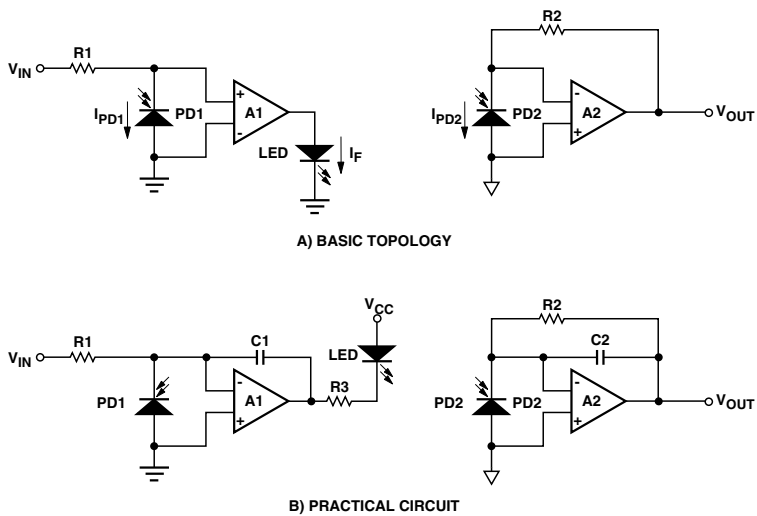 R1
V_IN
I_PD1
PD1
+
A1
-
LED
I_F
R2
I_PD2
PD2
-
A2
+
V_OUT
A) BASIC TOPOLOGY
V_CC
R1
C1
LED
V_IN
PD1
-
A1
+
R3
R2
C2
PD2
PD2
-
A2
+
V_OUT
B) PRACTICAL CIRCUIT